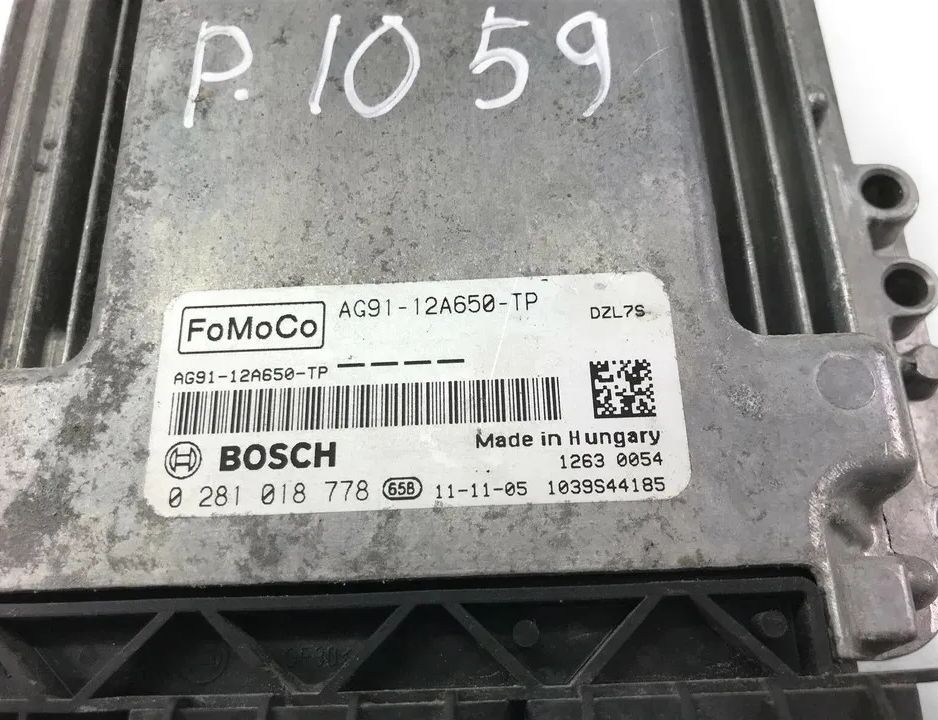 P. 1059
FoMoCo AG91-12A650-TP DZL7S
AG91-12A650-TP ————
BOSCH Made in Hungary
1263 0054
0 281 018 778 65B 11-11-05 1039S44185